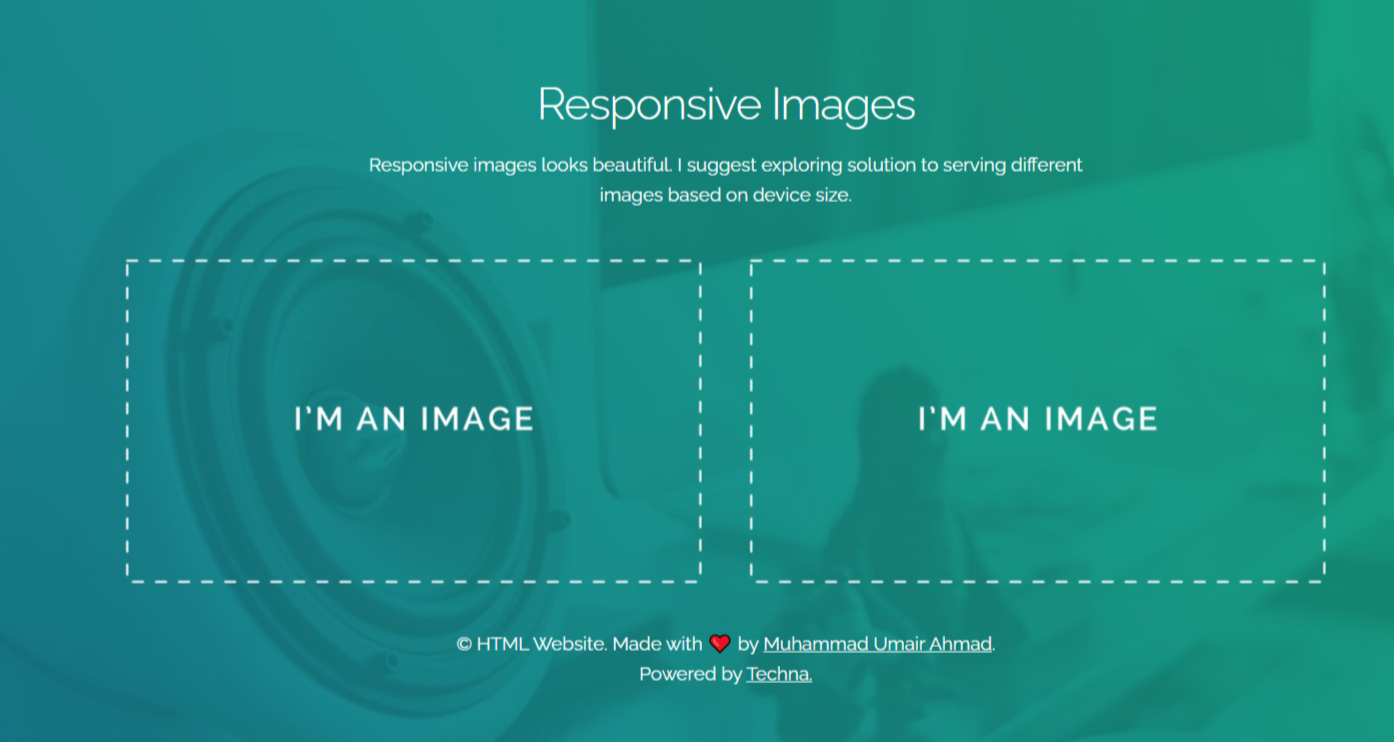 Responsive Images
Responsive images looks beautiful. I suggest exploring solution to serving different
images based on device size.
I'M AN IMAGE
I'M AN IMAGE
© HTML Website. Made with ❤ by Muhammad Umair Ahmad.
Powered by Techna.